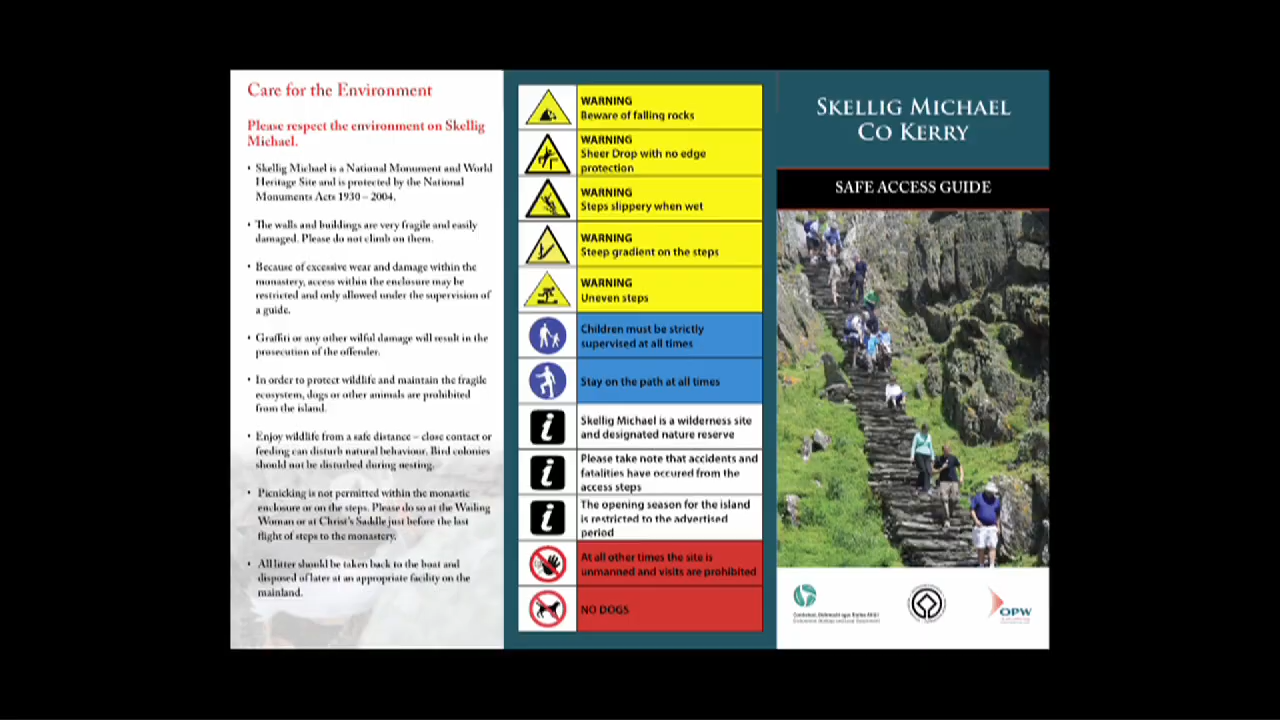 Care for the Environment
Please respect the environment on Skellig
Michael.
• Skellig Michael is a National Monument and World
Heritage Site and is protected by the National
Monuments Acts 1930 – 2004.
• The walls and buildings are very fragile and easily
damaged. Please do not climb on them.
• Because of excessive wear and damage within the
monastery, access within the enclosure may be
restricted and only allowed under the supervision of
a guide.
• Graffiti or any other wilful damage will result in the
prosecution of the offender.
• In order to protect wildlife and maintain the fragile
ecosystem, dogs or other animals are prohibited
from the island.
• Enjoy wildlife from a safe distance – close contact or
feeding can disturb natural behaviour. Bird colonies
should not be disturbed during nesting.
• Picnicking is not permitted within the monastic
enclosure or on the steps. Please do so at the Wailing
Woman or at Christ's Saddle just before the last
flight of steps to the monastery.
• All litter should be taken back to the boat and
disposed of later at an appropriate facility on the
mainland.
WARNING
Beware of falling rocks
WARNING
Sheer Drop with no edge
protection
WARNING
Steps slippery when wet
WARNING
Steep gradient on the steps
WARNING
Uneven steps
Children must be strictly
supervised at all times
Stay on the path at all times
i
Skellig Michael is a wilderness site
and designated nature reserve
i
Please take note that accidents and
fatalities have occured from the
access steps
i
The opening season for the island
is restricted to the advertised
period
At all other times the site is
unmanned and visits are prohibited
NO DOGS
SKELLIG MICHAEL
CO KERRY
SAFE ACCESS GUIDE
OPW